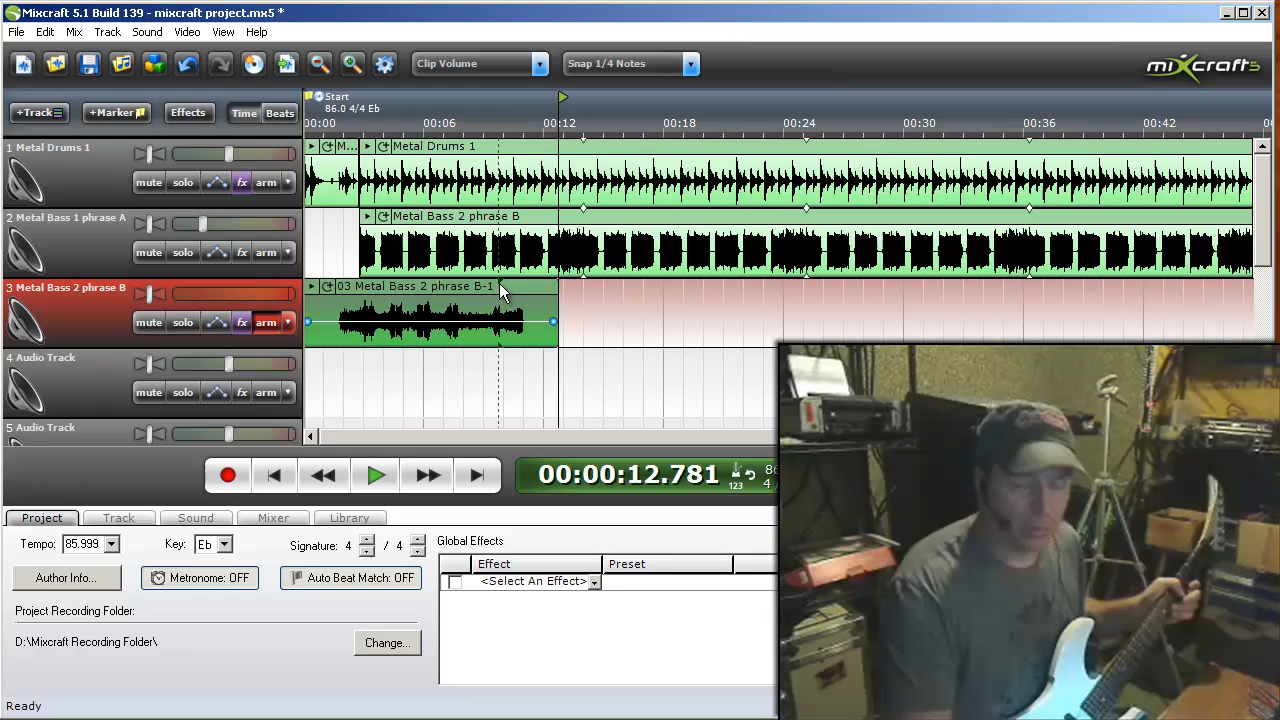 Mixcraft 5.1 Build 139 - mixcraft project.mx5 *
File Edit Mix Track Sound Video View Help
Clip Volume Snap 1/4 Notes mixcraft5
+Track +Marker Effects Time Beats
Start
86.0 4/4 Eb
00:00 00:06 00:12 00:18 00:24 00:30 00:36 00:42
1 Metal Drums 1
mute solo fx arm
M... Metal Drums 1
2 Metal Bass 1 phrase A
mute solo fx arm
Metal Bass 2 phrase B
3 Metal Bass 2 phrase B
mute solo fx arm
03 Metal Bass 2 phrase B-1
4 Audio Track
mute solo fx arm
5 Audio Track
00:00:12.781
123
Project Track Sound Mixer Library
Tempo: 85.999 Key: Eb Signature: 4 / 4
Author Info... Metronome: OFF Auto Beat Match: OFF
Project Recording Folder:
D:\Mixcraft Recording Folder\ Change...
Global Effects
Effect Preset
<Select An Effect>
Ready